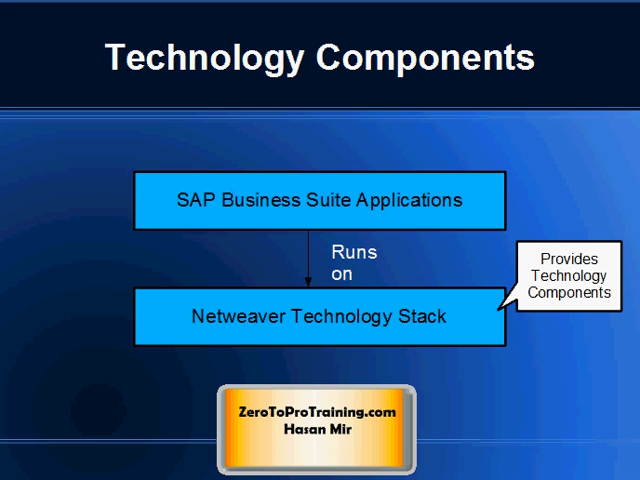 Technology Components
SAP Business Suite Applications
Runs
on
Provides
Technology
Components
Netweaver Technology Stack
ZeroToProTraining.com
Hasan Mir